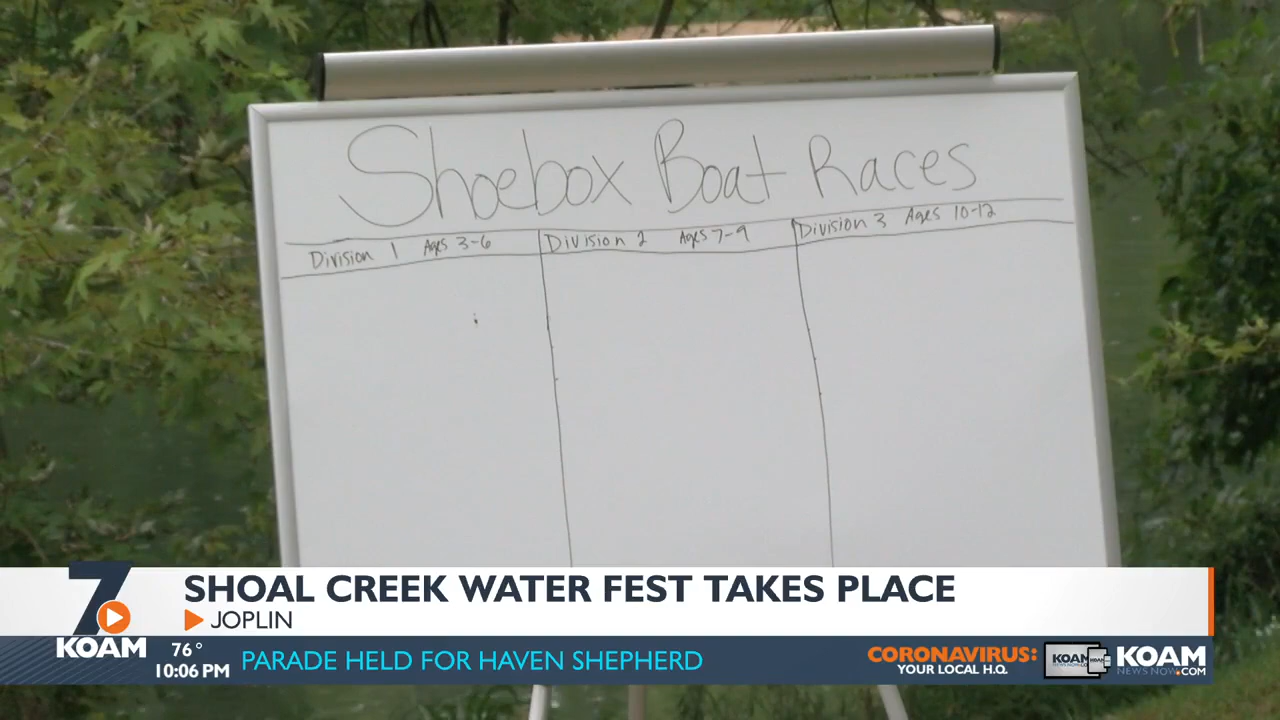 Shoebox Boat Races
Division 1 Ages 3-6
Division 2 Ages 7-9
Division 3 Ages 10-12
SHOAL CREEK WATER FEST TAKES PLACE
JOPLIN
7
KOAM
76°
10:06 PM
PARADE HELD FOR HAVEN SHEPHERD
CORONAVIRUS:
YOUR LOCAL H.Q.
KOAM
KOAM
NEWS NOW.COM